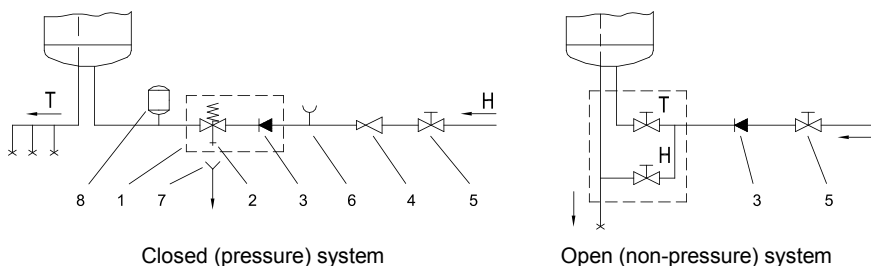 T
H
T
H
8 1 7 2 3 6 4 5
3 5
Closed (pressure) system
Open (non-pressure) system